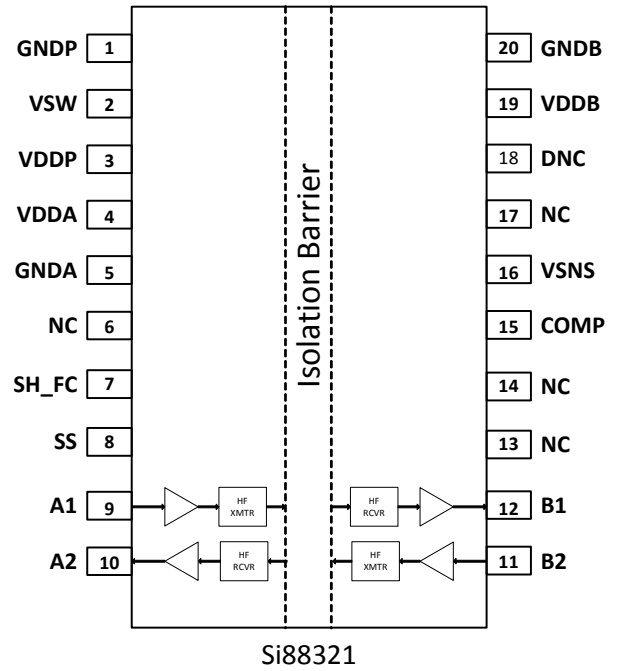 GNDP 1
VSW 2
VDDP 3
VDDA 4
GNDA 5
NC 6
SH_FC 7
SS 8
A1 9
A2 10
HF
XMTR
HF
RCVR
Isolation Barrier
HF
RCVR
HF
XMTR
20 GNDB
19 VDDB
18 DNC
17 NC
16 VSNS
15 COMP
14 NC
13 NC
12 B1
11 B2
Si88321